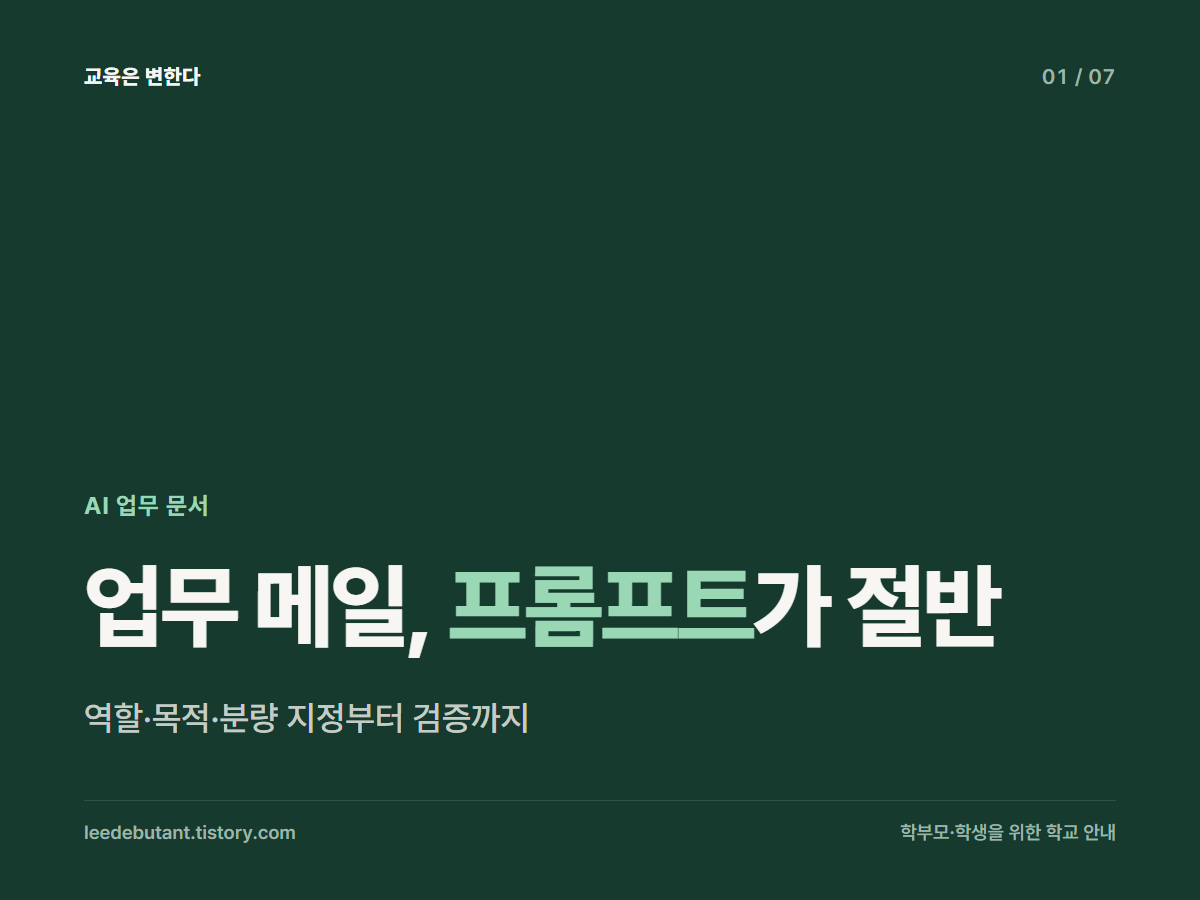 교육은 변한다
01 / 07
AI 업무 문서
업무 메일, 프롬프트가 절반
역할·목적·분량 지정부터 검증까지
leedebutant.tistory.com
학부모·학생을 위한 학교 안내